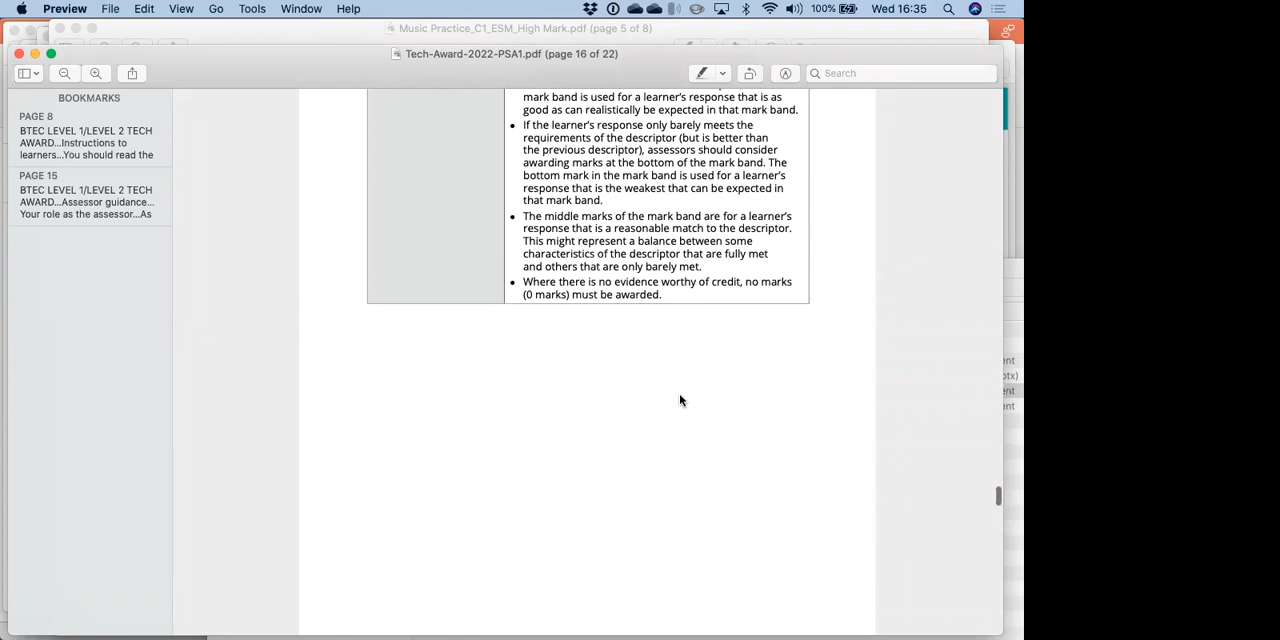 Preview File Edit View Go Tools Window Help 100% Wed 16:35
Music Practice_C1_ESM_High Mark.pdf (page 5 of 8)
Tech-Award-2022-PSA1.pdf (page 16 of 22)
Search
BOOKMARKS
PAGE 8
BTEC LEVEL 1/LEVEL 2 TECH
AWARD...Instructions to
learners...You should read the
PAGE 15
BTEC LEVEL 1/LEVEL 2 TECH
AWARD...Assessor guidance...
Your role as the assessor...As
mark band is used for a learner's response that is as
good as can realistically be expected in that mark band.
• If the learner's response only barely meets the
requirements of the descriptor (but is better than
the previous descriptor), assessors should consider
awarding marks at the bottom of the mark band. The
bottom mark in the mark band is used for a learner's
response that is the weakest that can be expected in
that mark band.
• The middle marks of the mark band are for a learner's
response that is a reasonable match to the descriptor.
This might represent a balance between some
characteristics of the descriptor that are fully met
and others that are only barely met.
• Where there is no evidence worthy of credit, no marks
(0 marks) must be awarded.
ent
otx)
ent
ent